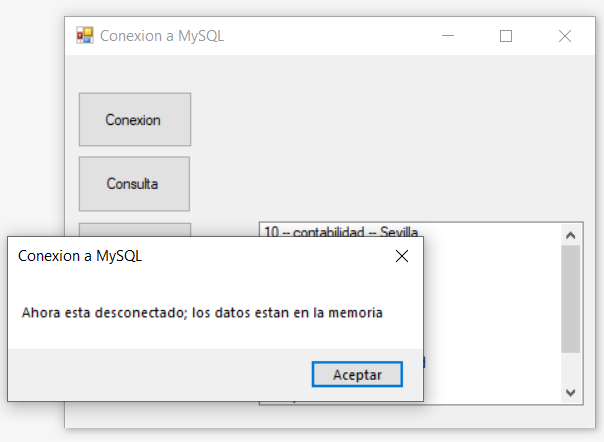 Conexion a MySQL
Conexion
Consulta
10 -- contabilidad -- Sevilla
Conexion a MySQL
Ahora esta desconectado; los datos estan en la memoria
Aceptar